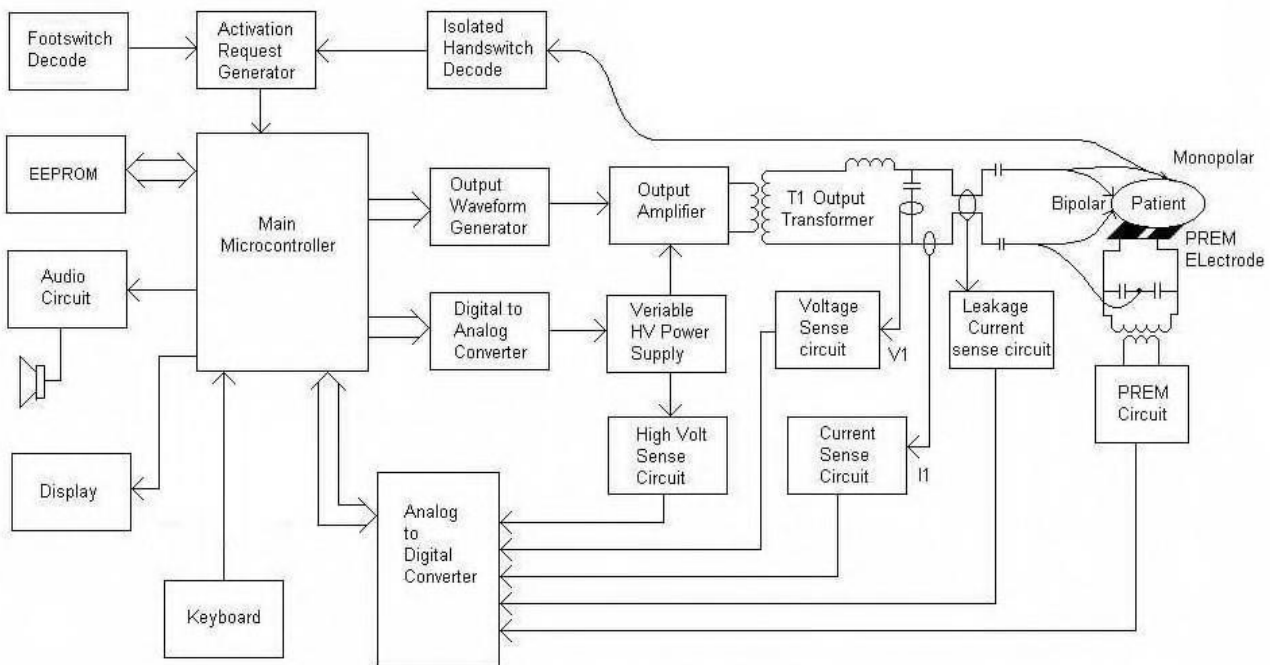 Footswitch
Decode
Activation
Request
Generator
Isolated
Handswitch
Decode
EEPROM
Main
Microcontroller
Output
Waveform
Generator
Output
Amplifier
T1 Output
Transformer
Monopolar
Bipolar
Patient
PREM
ELectrode
Audio
Circuit
Digital to
Analog
Converter
Veriable
HV Power
Supply
Voltage
Sense
circuit
V1
Leakage
Current
sense circuit
PREM
Circuit
High Volt
Sense
Circuit
Current
Sense
Circuit
I1
Display
Analog
to
Digital
Converter
Keyboard